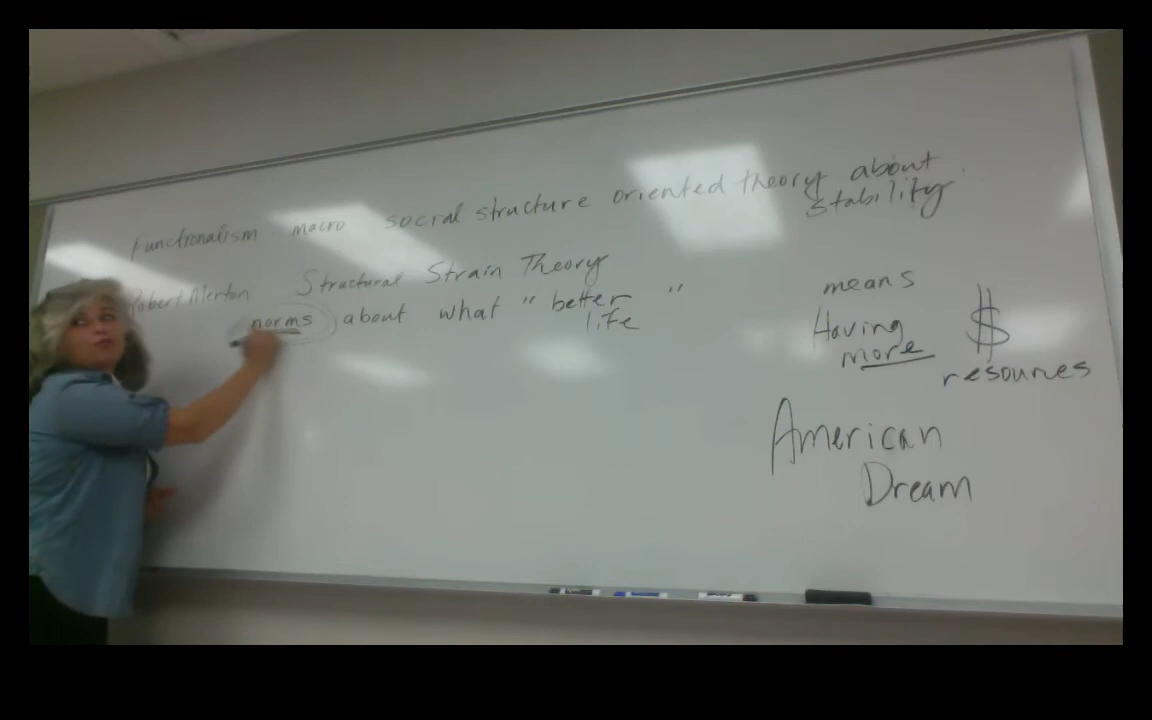 Functionalism macro social structure oriented theory about
stability
Robert Merton Structural Strain Theory
norms about what "better "
life
means
Having $
more
resources
American
Dream